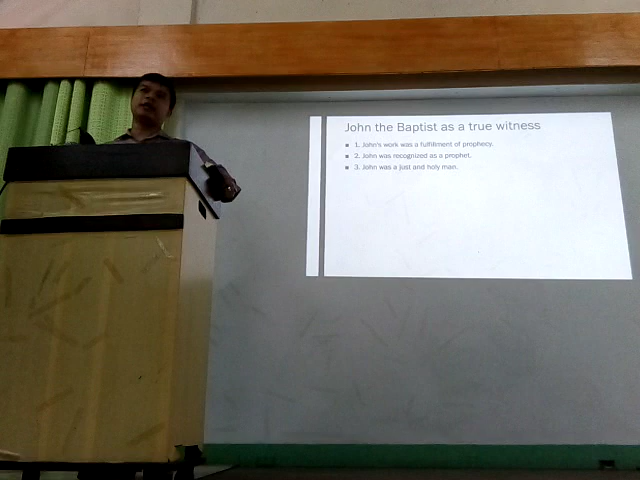 John the Baptist as a true witness
1. John's work was a fulfillment of prophecy.
2. John was recognized as a prophet.
3. John was a just and holy man.